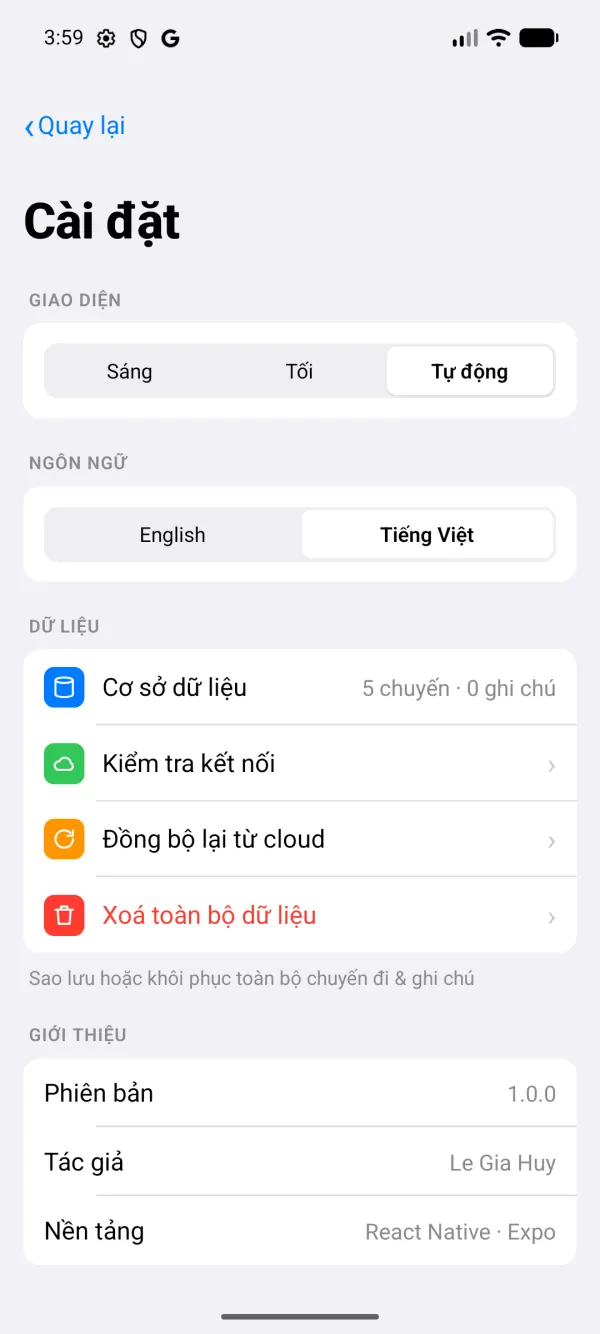 3:59
‹Quay lại
Cài đặt
GIAO DIỆN
Sáng Tối Tự động
NGÔN NGỮ
English Tiếng Việt
DỮ LIỆU
Cơ sở dữ liệu 5 chuyến · 0 ghi chú
Kiểm tra kết nối ›
Đồng bộ lại từ cloud ›
Xoá toàn bộ dữ liệu ›
Sao lưu hoặc khôi phục toàn bộ chuyến đi & ghi chú
GIỚI THIỆU
Phiên bản 1.0.0
Tác giả Le Gia Huy
Nền tảng React Native · Expo